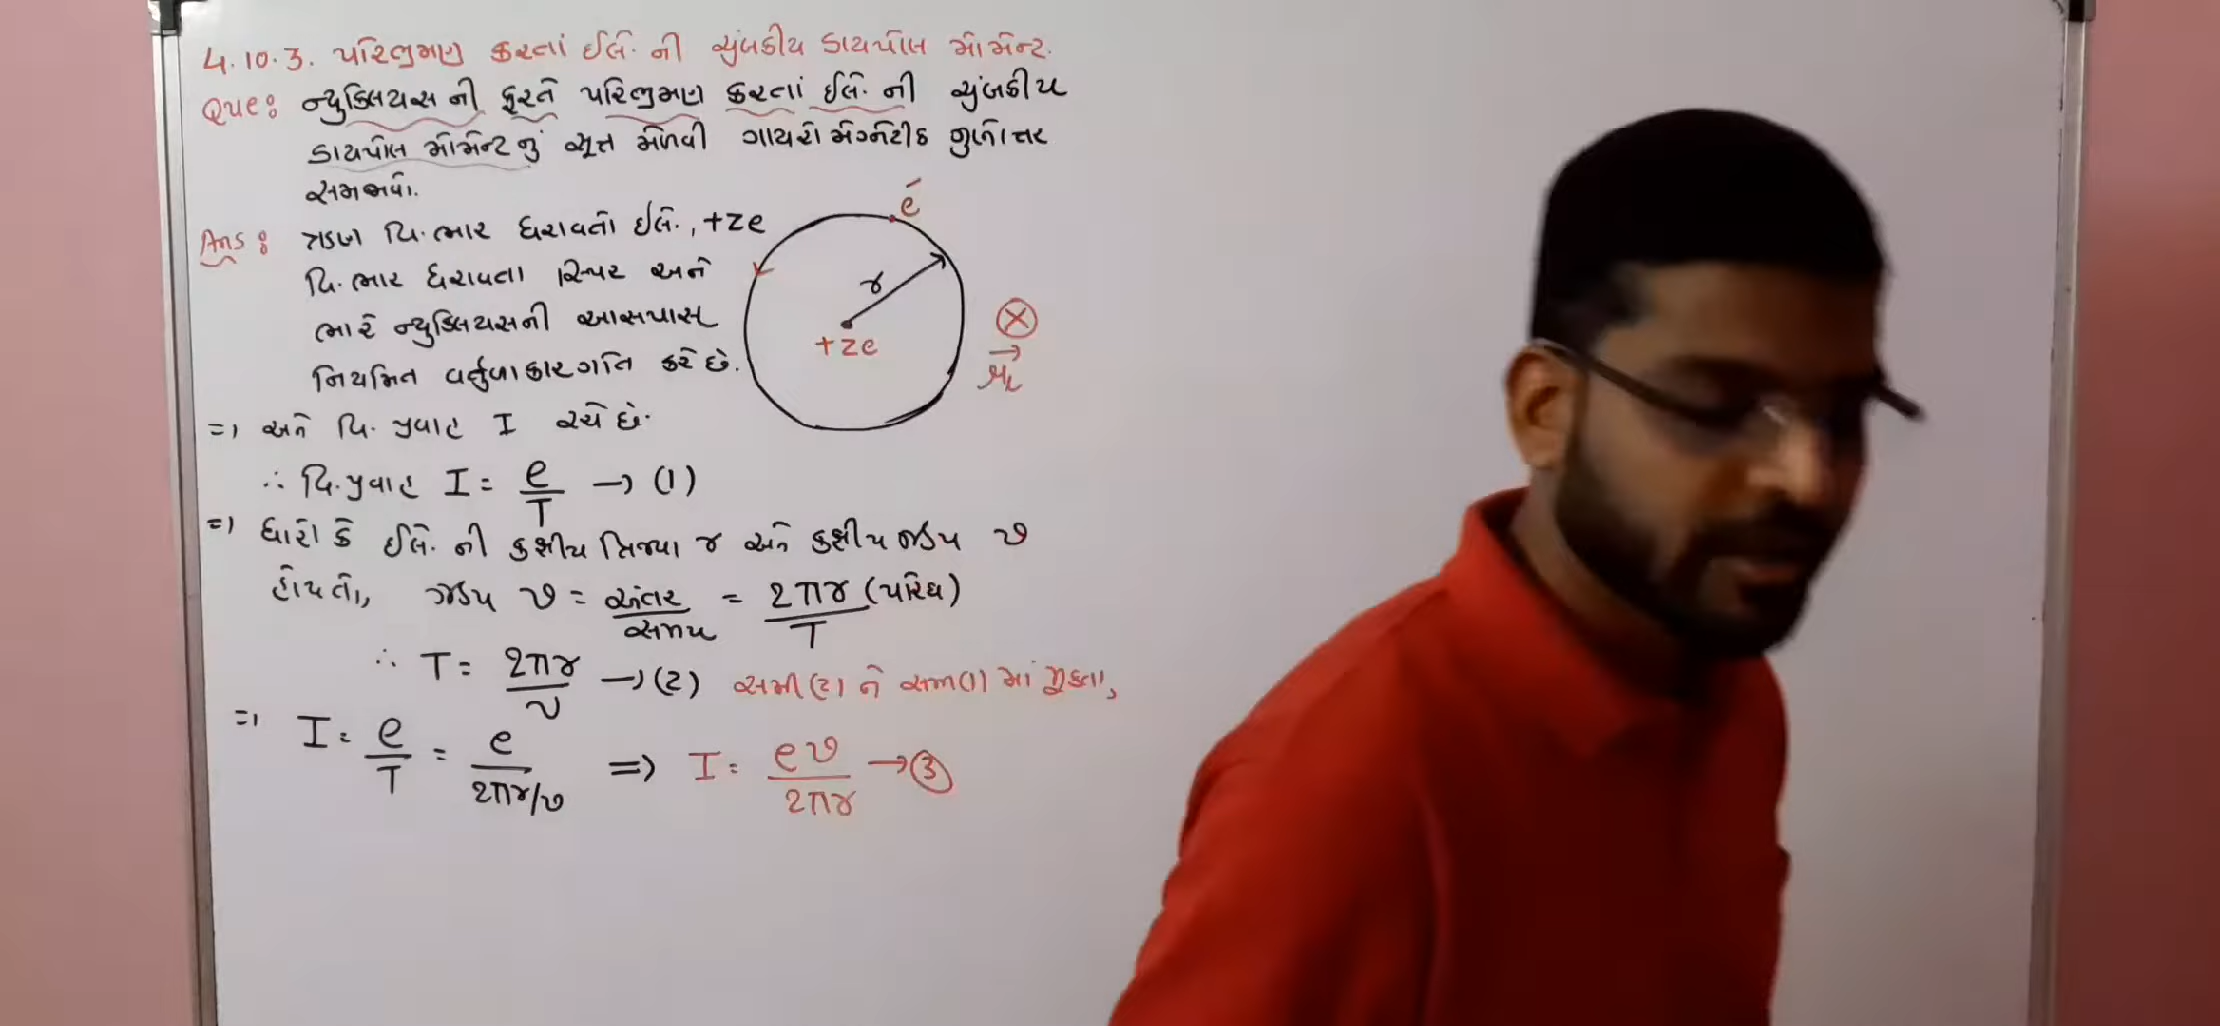 4.10.3. પરિભ્રમણ કરતાં ઈલે. ની ચુંબકીય ડાયપોલ મોમેન્ટ.
Que: ન્યુક્લિયસ ની ફરતે પરિભ્રમણ કરતાં ઈલે. ની ચુંબકીય
ડાયપોલ મોમેન્ટ નું સૂત્ર મેળવી ગાયરો મેગ્નેટીક ગુણોત્તર
સમજાવો.
Ans: ઋણ વિ.ભાર ધરાવતો ઈલે., +ze
વિ.ભાર ધરાવતા સ્થિર અને
ભારે ન્યુક્લિયસની આસપાસ
નિયમિત વર્તુળાકાર ગતિ કરે છે.
e⁻
r
+ze
⊗
μ⃗ₗ
=> અને વિ. પ્રવાહ I રચે છે.
∴ વિ.પ્રવાહ I = e/T → (1)
=> ધારો કે ઈલે. ની કક્ષીય ત્રિજ્યા r અને કક્ષીય ઝડપ v
હોય તો, ઝડપ v = અંતર/સમય = 2πr (પરિઘ)/T
∴ T = 2πr/v → (2) સમી (2) ને સમી (1) માં મૂકતા,
=> I = e/T = e/2πr/v => I = ev/2πr → ③